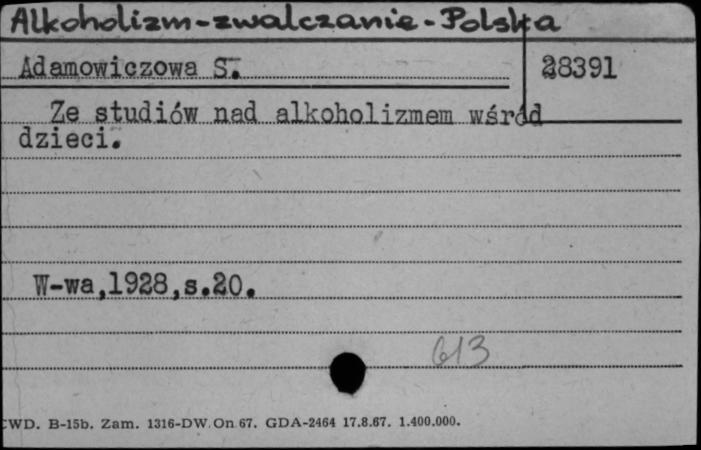 Alkoholizm-zwalczanie-Polska
Adamowiczowa S. 28391
Ze studiów nad alkoholizmem wśród
dzieci.
W-wa,1928,s.20.
613
CWD. B-15b. Zam. 1316-DW.On 67. GDA-2464 17.8.67. 1.400.000.